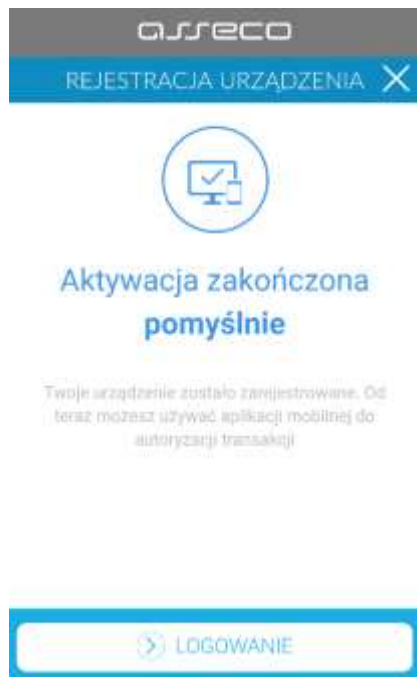 asseco
REJESTRACJA URZĄDZENIA
Aktywacja zakończona
pomyślnie
Twoje urządzenie zostało zarejestrowane. Od
teraz możesz używać aplikacji mobilnej do
autoryzacji transakcji
LOGOWANIE